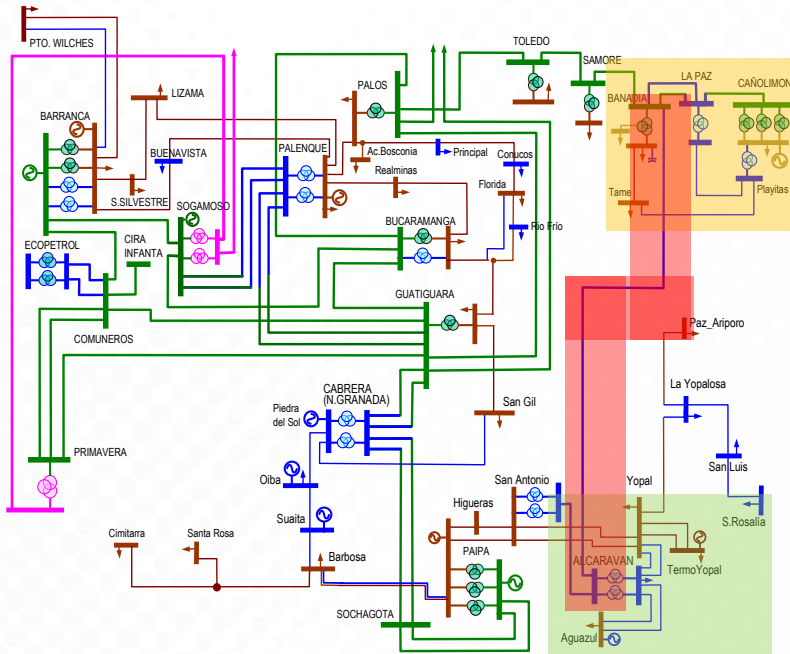 PTO. WILCHES
TOLEDO
SAMORE
LA PAZ
CAÑOLIMON
PALOS
LIZAMA
BANADIA
BARRANCA
BUENAVISTA
PALENQUE
Ac.Bosconia
Principal
Conucos
Realminas
Florida
S.SILVESTRE
SOGAMOSO
Tame
Playitas
BUCARAMANGA
Rio Frío
ECOPETROL
CIRA
INFANTA
GUATIGUARA
COMUNEROS
Paz_Ariporo
CABRERA
(N.GRANADA)
La Yopalosa
Piedra
del Sol
San Gil
PRIMAVERA
San Luis
Oiba
San Antonio
Yopal
Higueras
S.Rosalía
Suaita
Cimitarra
Santa Rosa
Barbosa
PAIPA
ALCARAVAN
TermoYopal
SOCHAGOTA
Aguazul